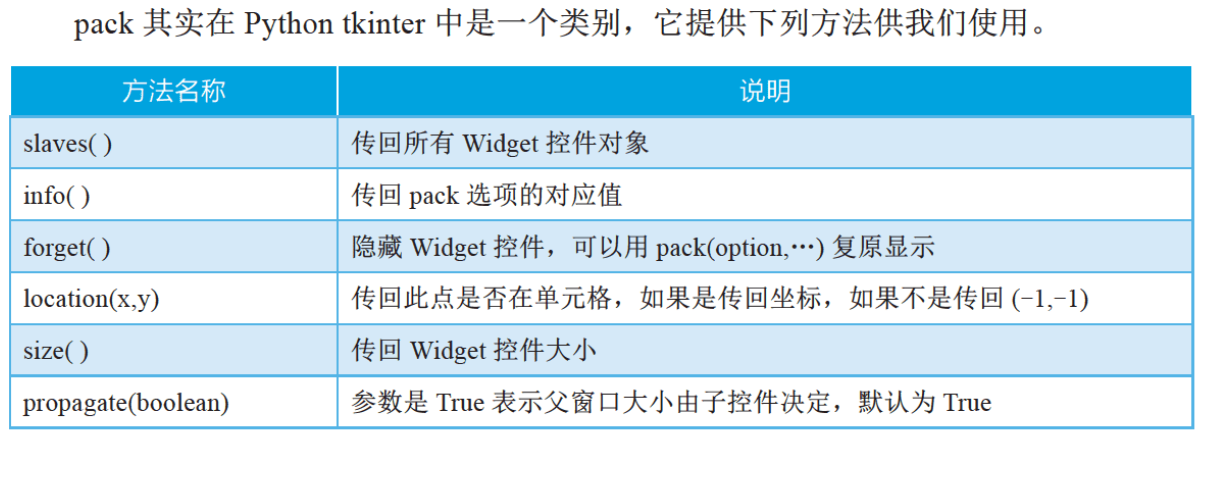 pack 其实在 Python tkinter 中是一个类别，它提供下列方法供我们使用。
方法名称 说明
slaves( ) 传回所有 Widget 控件对象
info( ) 传回 pack 选项的对应值
forget( ) 隐藏 Widget 控件，可以用 pack(option,…) 复原显示
location(x,y) 传回此点是否在单元格，如果是传回坐标，如果不是传回 (-1,-1)
size( ) 传回 Widget 控件大小
propagate(boolean) 参数是 True 表示父窗口大小由子控件决定，默认为 True